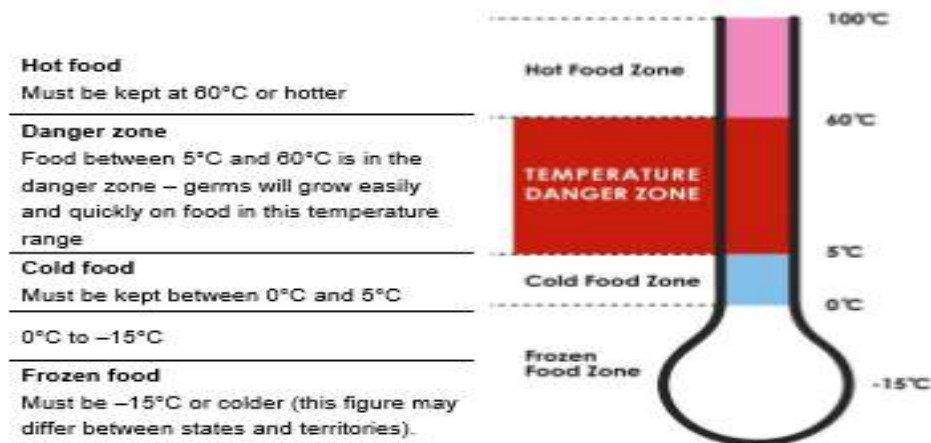 Hot food
Must be kept at 60°C or hotter
Danger zone
Food between 5°C and 60°C is in the
danger zone – germs will grow easily
and quickly on food in this temperature
range
Cold food
Must be kept between 0°C and 5°C
0°C to –15°C
Frozen food
Must be –15°C or colder (this figure may
differ between states and territories).
100°C
Hot Food Zone
60°C
TEMPERATURE
DANGER ZONE
5°C
Cold Food Zone
0°C
Frozen
Food Zone
-15°C